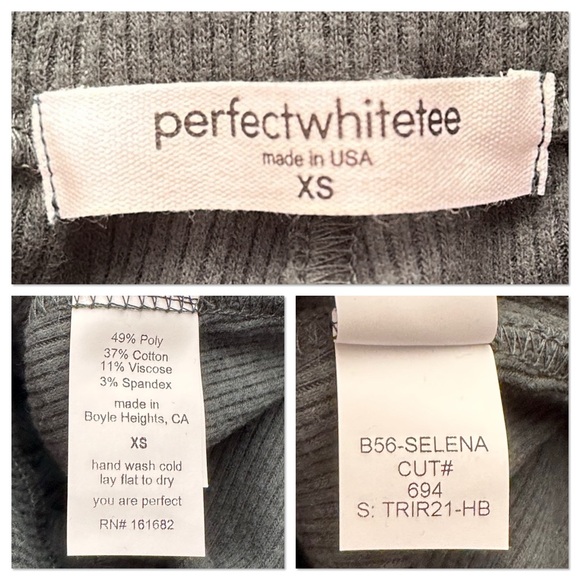 perfectwhitetee
made in USA
XS
49% Poly
37% Cotton
11% Viscose
3% Spandex
made in
Boyle Heights, CA
XS
hand wash cold
lay flat to dry
you are perfect
RN# 161682
B56-SELENA
CUT#
694
S: TRIR21-HB